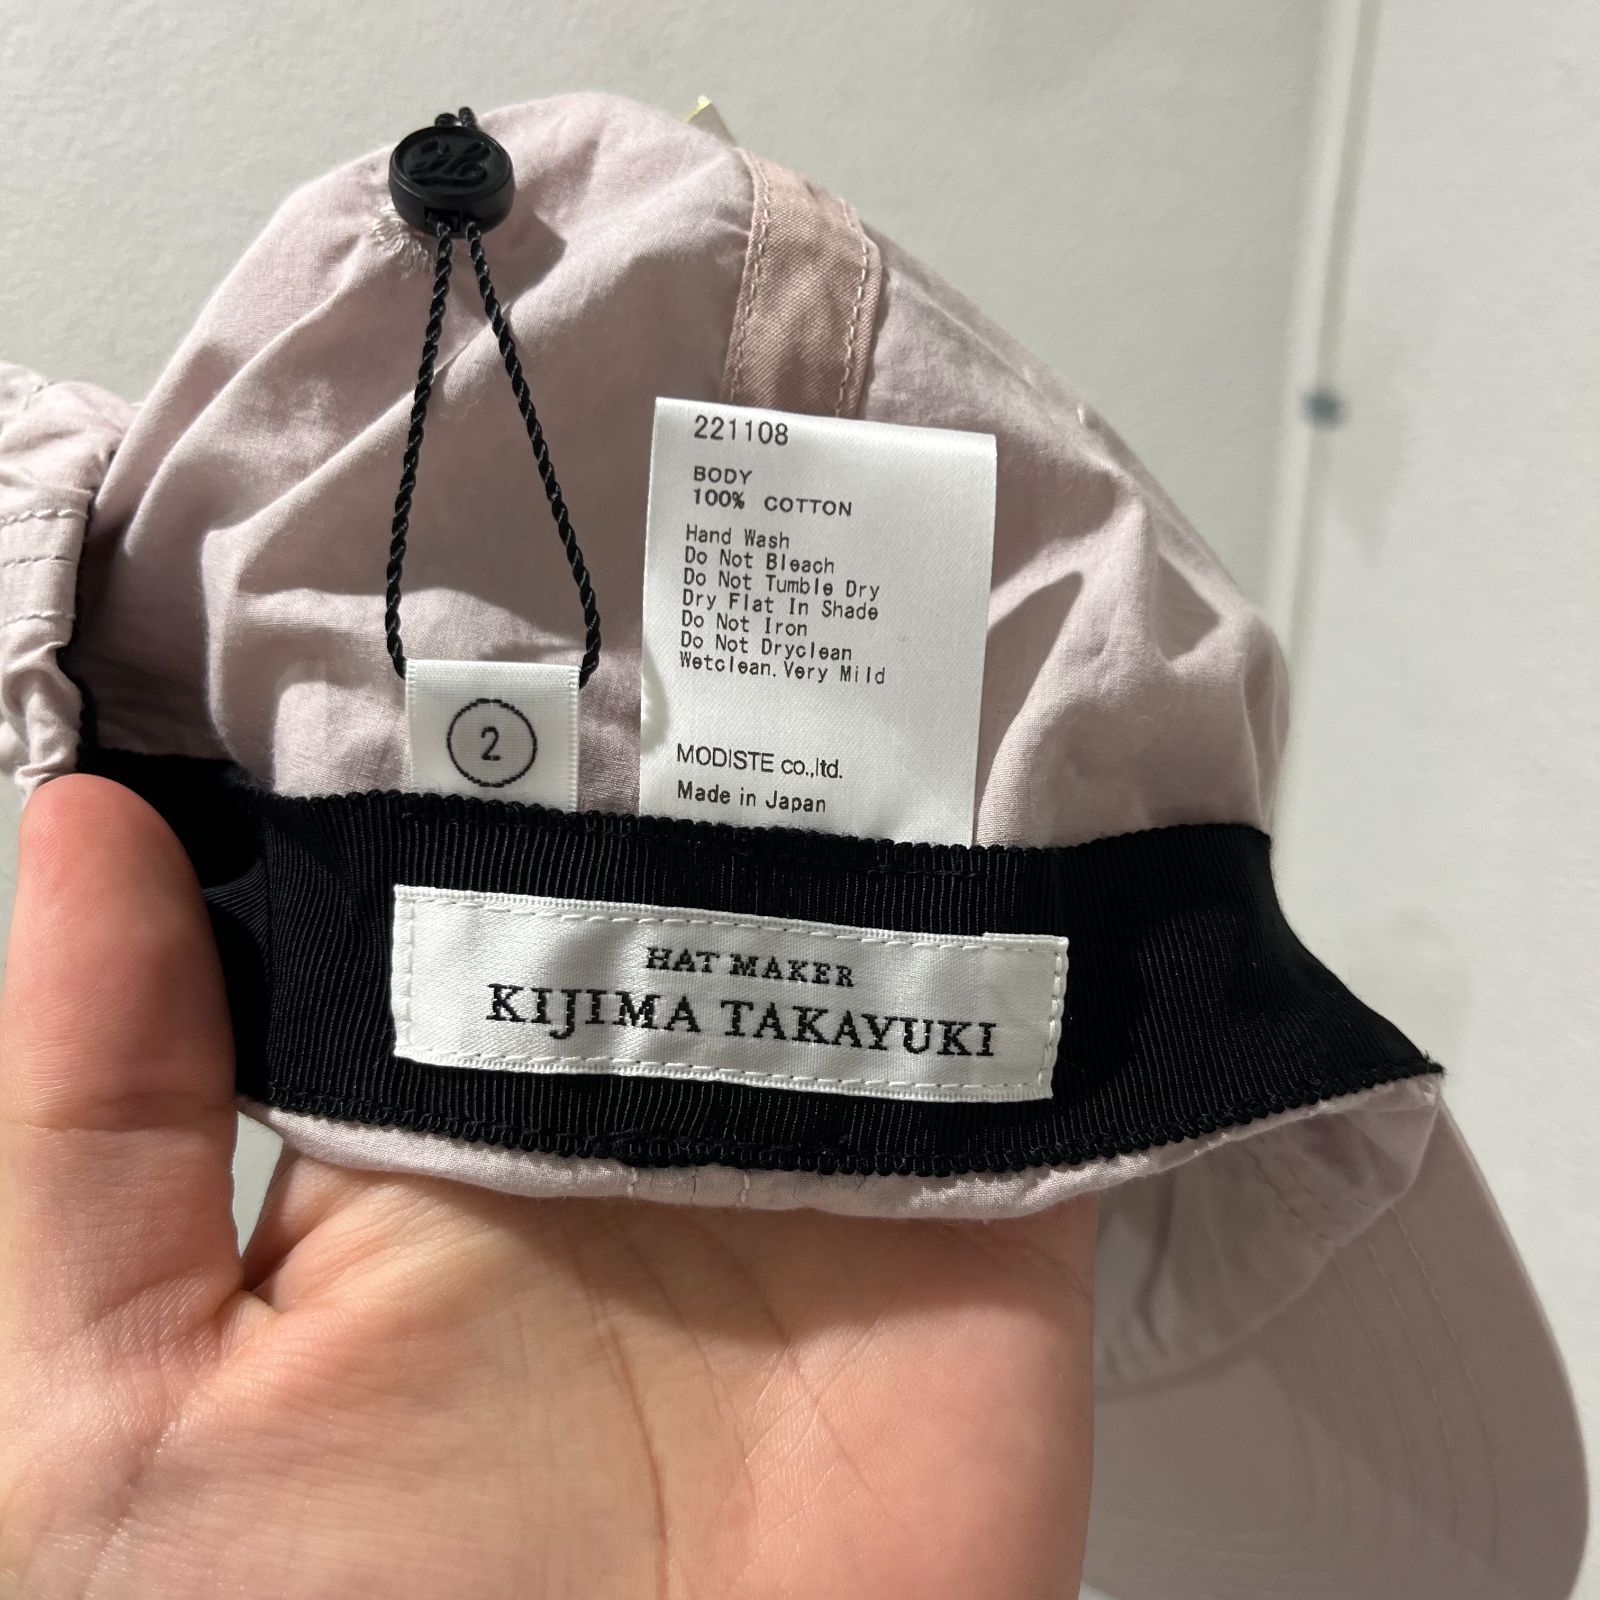 221108
BODY
100% COTTON
Hand Wash
Do Not Bleach
Do Not Tumble Dry
Dry Flat In Shade
Do Not Iron
Do Not Dryclean
Wetclean.Very Mild
MODISTE co.,ltd.
Made in Japan
2
HAT MAKER
KIJIMA TAKAYUKI